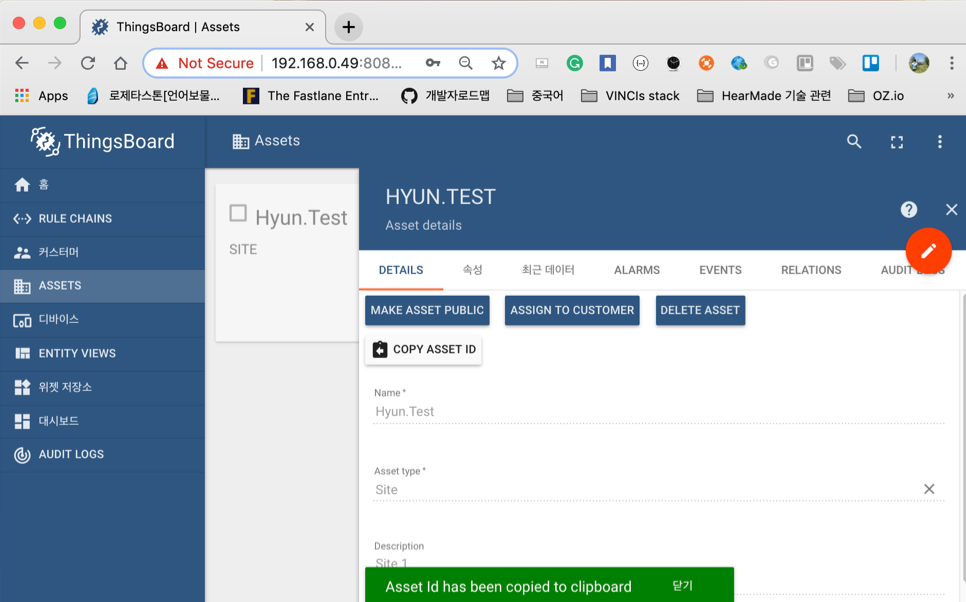 ThingsBoard | Assets
Not Secure 192.168.0.49:808...
Apps 로제타스톤[언어보물... The Fastlane Entr... 개발자로드맵 중국어 VINCIs stack HearMade 기술 관련 OZ.io »
ThingsBoard
Assets
홈
RULE CHAINS
커스터머
ASSETS
디바이스
ENTITY VIEWS
위젯 저장소
대시보드
AUDIT LOGS
Hyun.Test
SITE
HYUN.TEST
Asset details
DETAILS 속성 최근 데이터 ALARMS EVENTS RELATIONS AUDIT LOGS
MAKE ASSET PUBLIC ASSIGN TO CUSTOMER DELETE ASSET
COPY ASSET ID
Name *
Hyun.Test
Asset type *
Site
Description
Site 1
Asset Id has been copied to clipboard 닫기